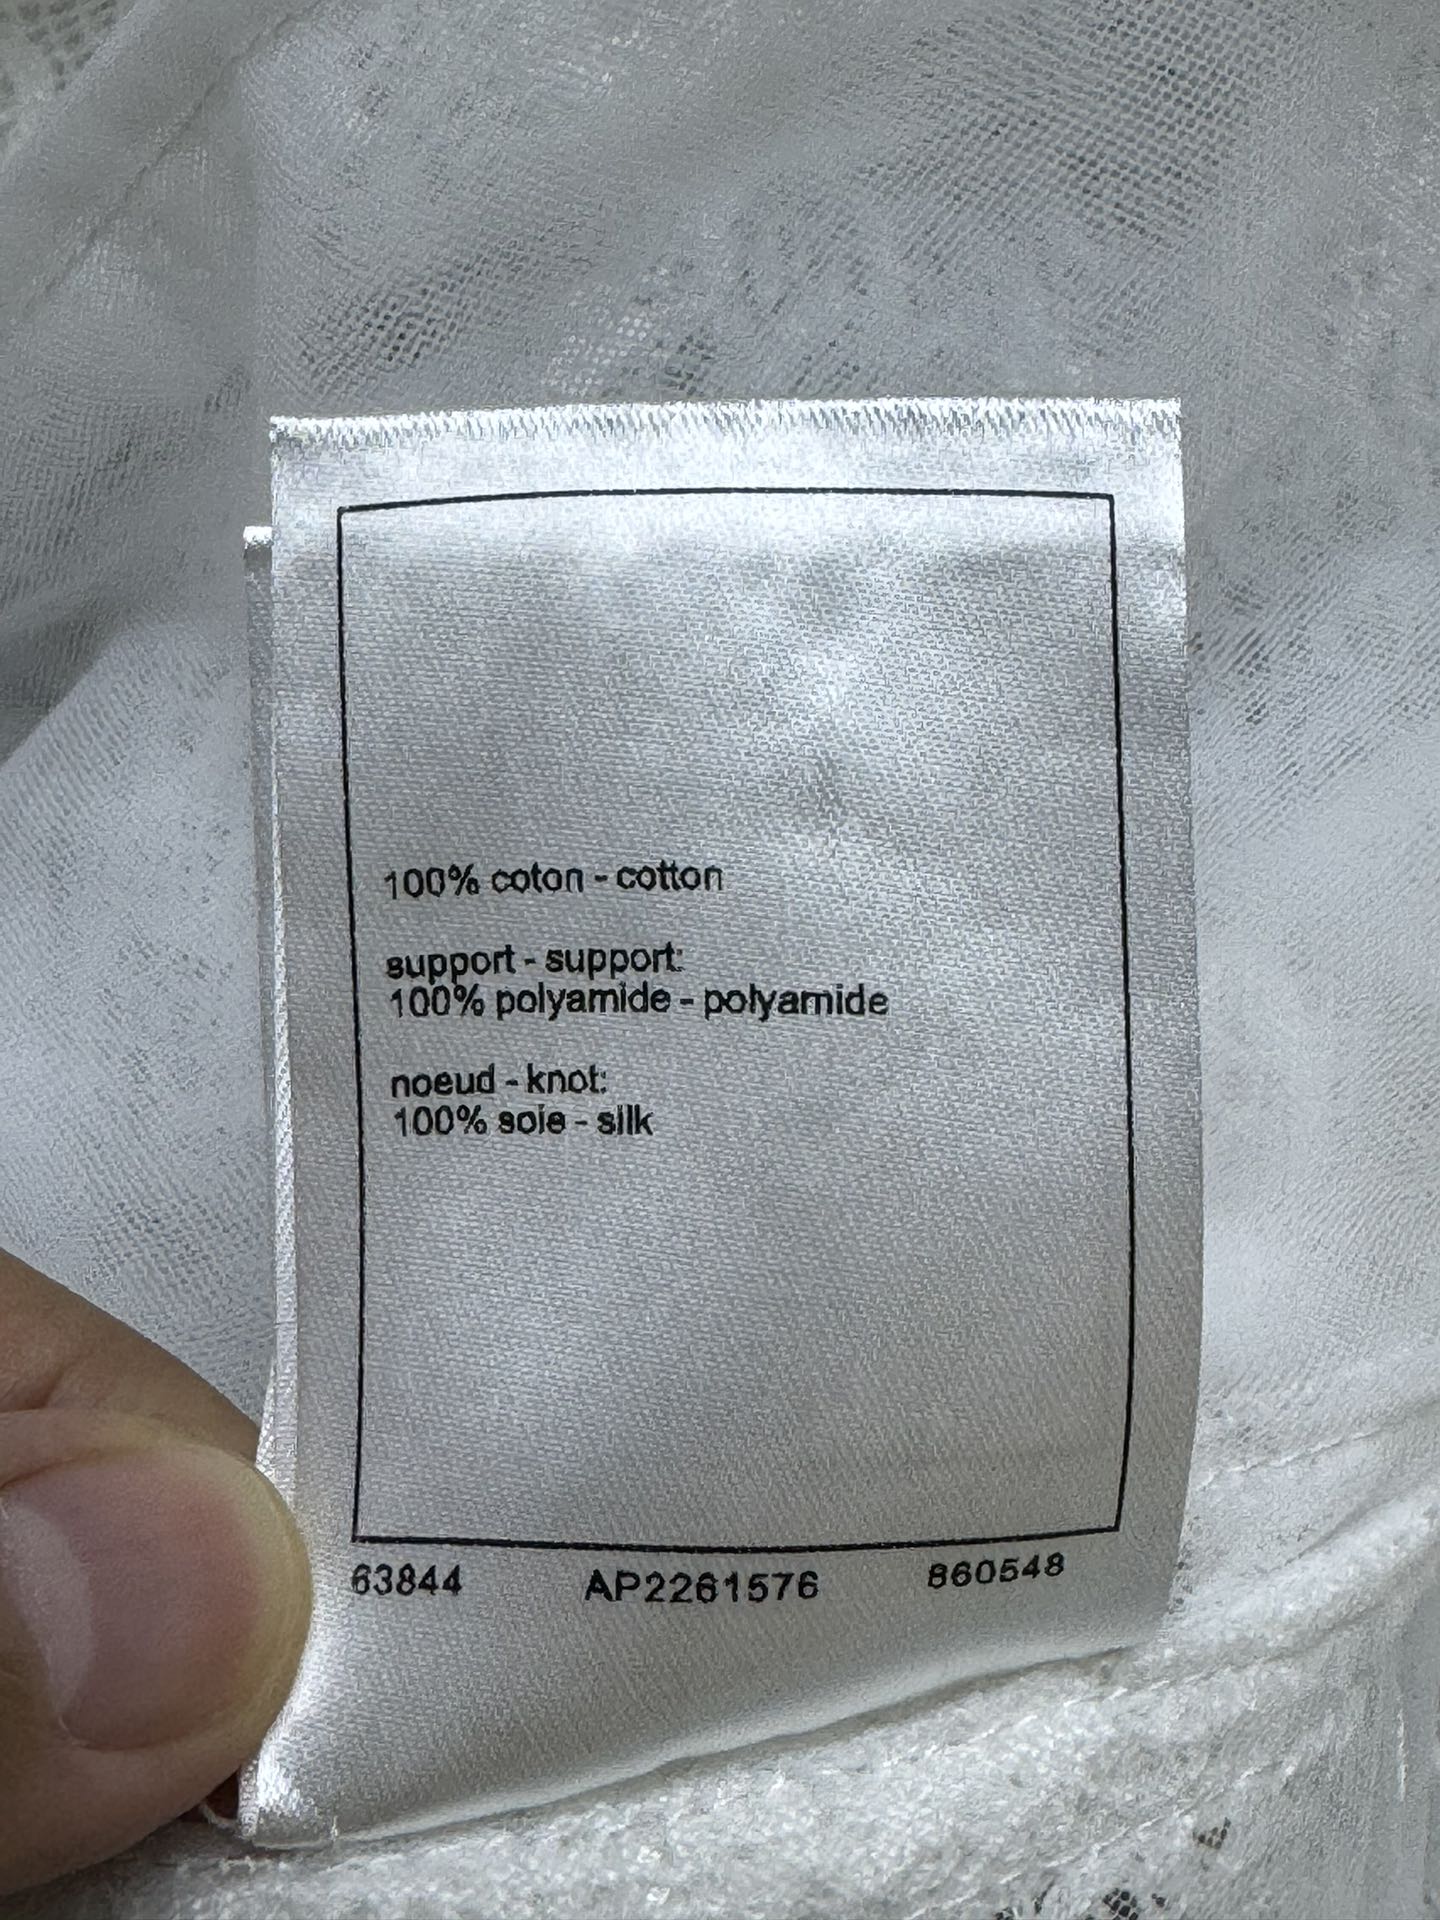 100% coton - cotton
support - support:
100% polyamide - polyamide
noeud - knot:
100% soie - silk
63844 AP2261576 860548